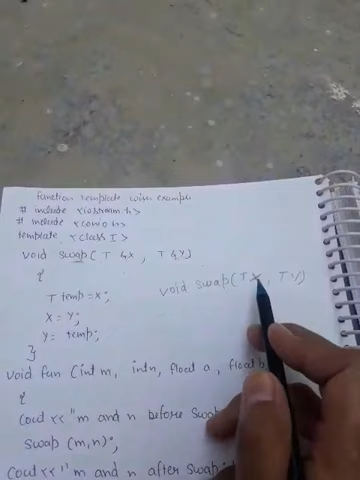 Function template with example
# include <iostream.h>
# include <conio.h>
template <class T>
void swap( T &x , T &y)
{
T temp = x;
x = y;
y = temp;
}
void swap(T x, T y)
void fun (int m, int n, float a, float b
{
cout << "m and n before swap
swap (m,n);
cout << "m and n after swap